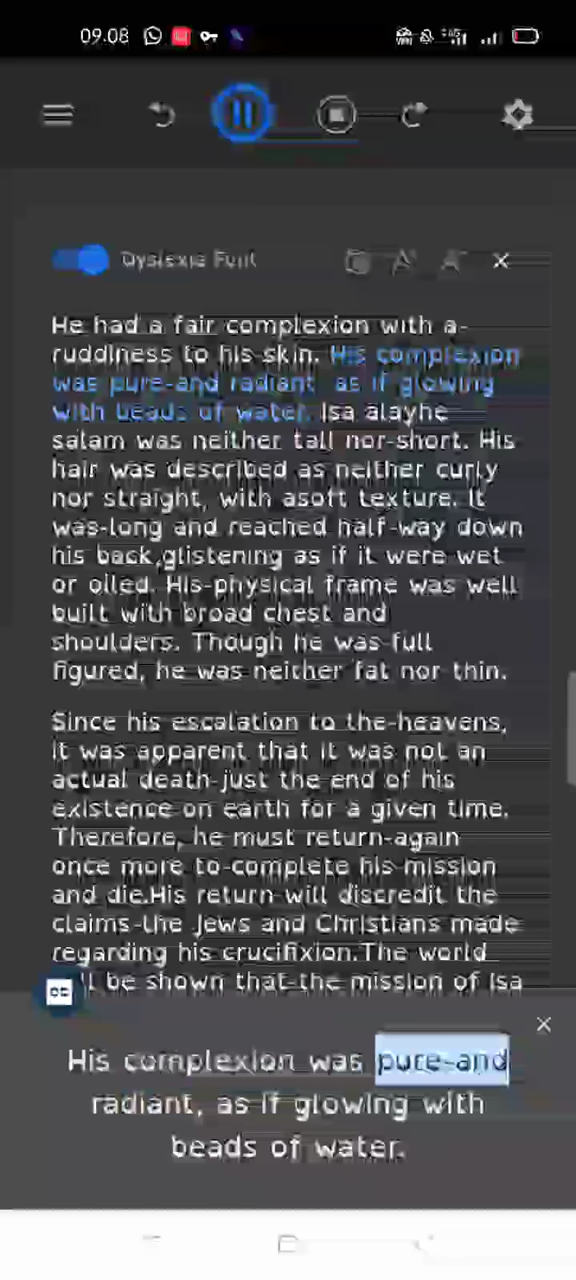 09.08
Dyslexie Font
He had a fair complexion with a-
ruddiness to his skin. His complexion
was pure-and radiant, as if glowing
with beads of water. Isa alayhe
salam was neither tall nor-short. His
hair was described as neither curly
nor straight, with asoft texture. It
was-long and reached half-way down
his back,glistening as if it were wet
or oiled. His-physical frame was well
built with broad chest and
shoulders. Though he was full
figured, he was neither fat nor thin.
Since his escalation to the-heavens,
it was apparent that it was not an
actual death-just the end of his
existence-on earth for a given time.
Therefore, he must return-again
once more to-complete his mission
and die.His return-will discredit the
claims-the Jews and Christians made
regarding his crucifixion.The world
be shown that-the mission of Isa
CC
His complexion was pure-and
radiant, as if glowing with
beads of water.